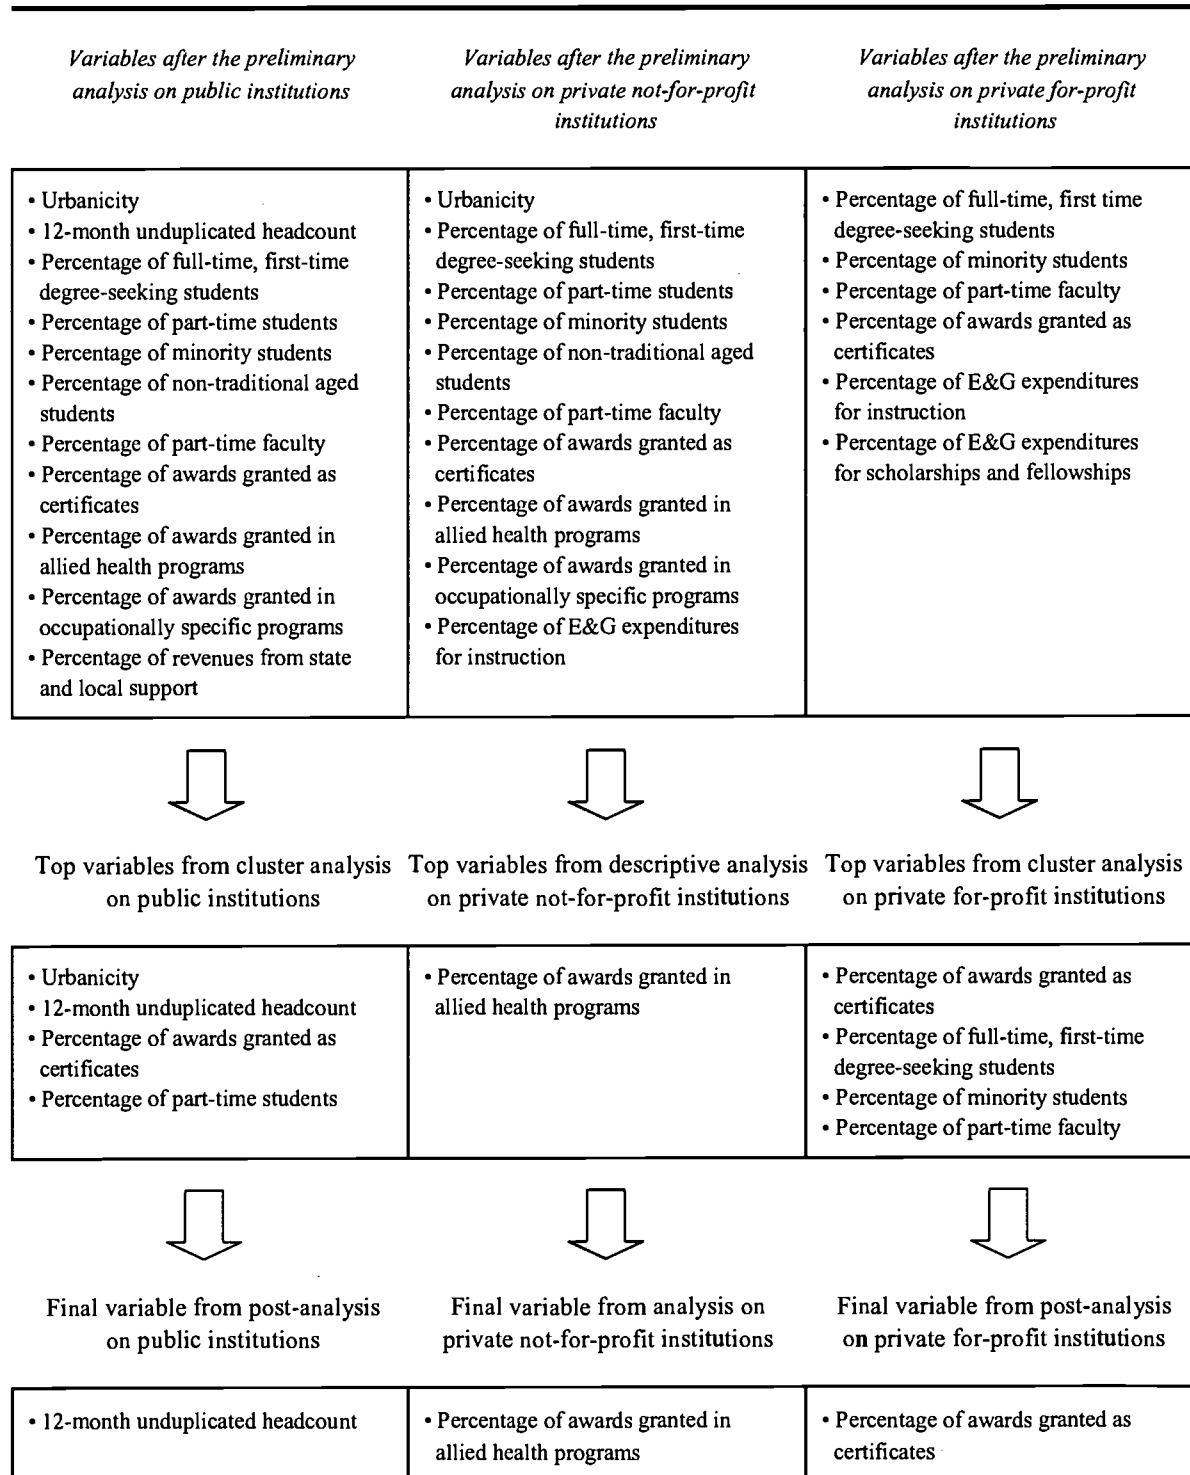 Variables after the preliminary
analysis on public institutions
Variables after the preliminary
analysis on private not-for-profit
institutions
Variables after the preliminary
analysis on private for-profit
institutions
• Urbanicity
• 12-month unduplicated headcount
• Percentage of full-time, first-time
degree-seeking students
• Percentage of part-time students
• Percentage of minority students
• Percentage of non-traditional aged
students
• Percentage of part-time faculty
• Percentage of awards granted as
certificates
• Percentage of awards granted in
allied health programs
• Percentage of awards granted in
occupationally specific programs
• Percentage of revenues from state
and local support
• Urbanicity
• Percentage of full-time, first-time
degree-seeking students
• Percentage of part-time students
• Percentage of minority students
• Percentage of non-traditional aged
students
• Percentage of part-time faculty
• Percentage of awards granted as
certificates
• Percentage of awards granted in
allied health programs
• Percentage of awards granted in
occupationally specific programs
• Percentage of E&G expenditures
for instruction
• Percentage of full-time, first time
degree-seeking students
• Percentage of minority students
• Percentage of part-time faculty
• Percentage of awards granted as
certificates
• Percentage of E&G expenditures
for instruction
• Percentage of E&G expenditures
for scholarships and fellowships
Top variables from cluster analysis
on public institutions
Top variables from descriptive analysis
on private not-for-profit institutions
Top variables from cluster analysis
on private for-profit institutions
• Urbanicity
• 12-month unduplicated headcount
• Percentage of awards granted as
certificates
• Percentage of part-time students
• Percentage of awards granted in
allied health programs
• Percentage of awards granted as
certificates
• Percentage of full-time, first-time
degree-seeking students
• Percentage of minority students
• Percentage of part-time faculty
Final variable from post-analysis
on public institutions
Final variable from analysis on
private not-for-profit institutions
Final variable from post-analysis
on private for-profit institutions
• 12-month unduplicated headcount
• Percentage of awards granted in
allied health programs
• Percentage of awards granted as
certificates